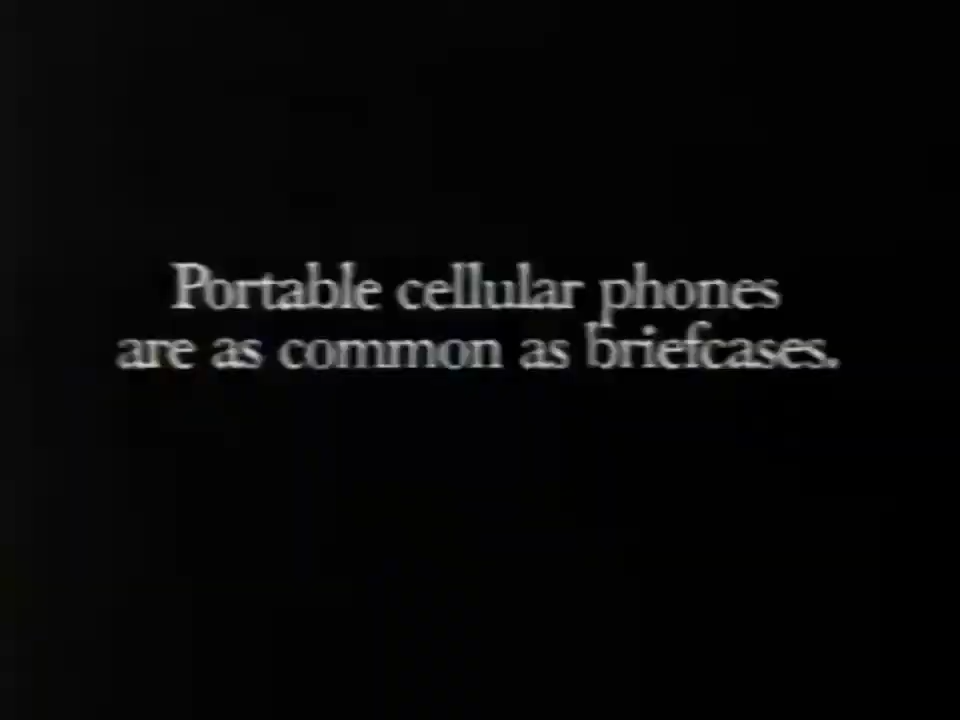 Portable cellular phones
are as common as briefcases.